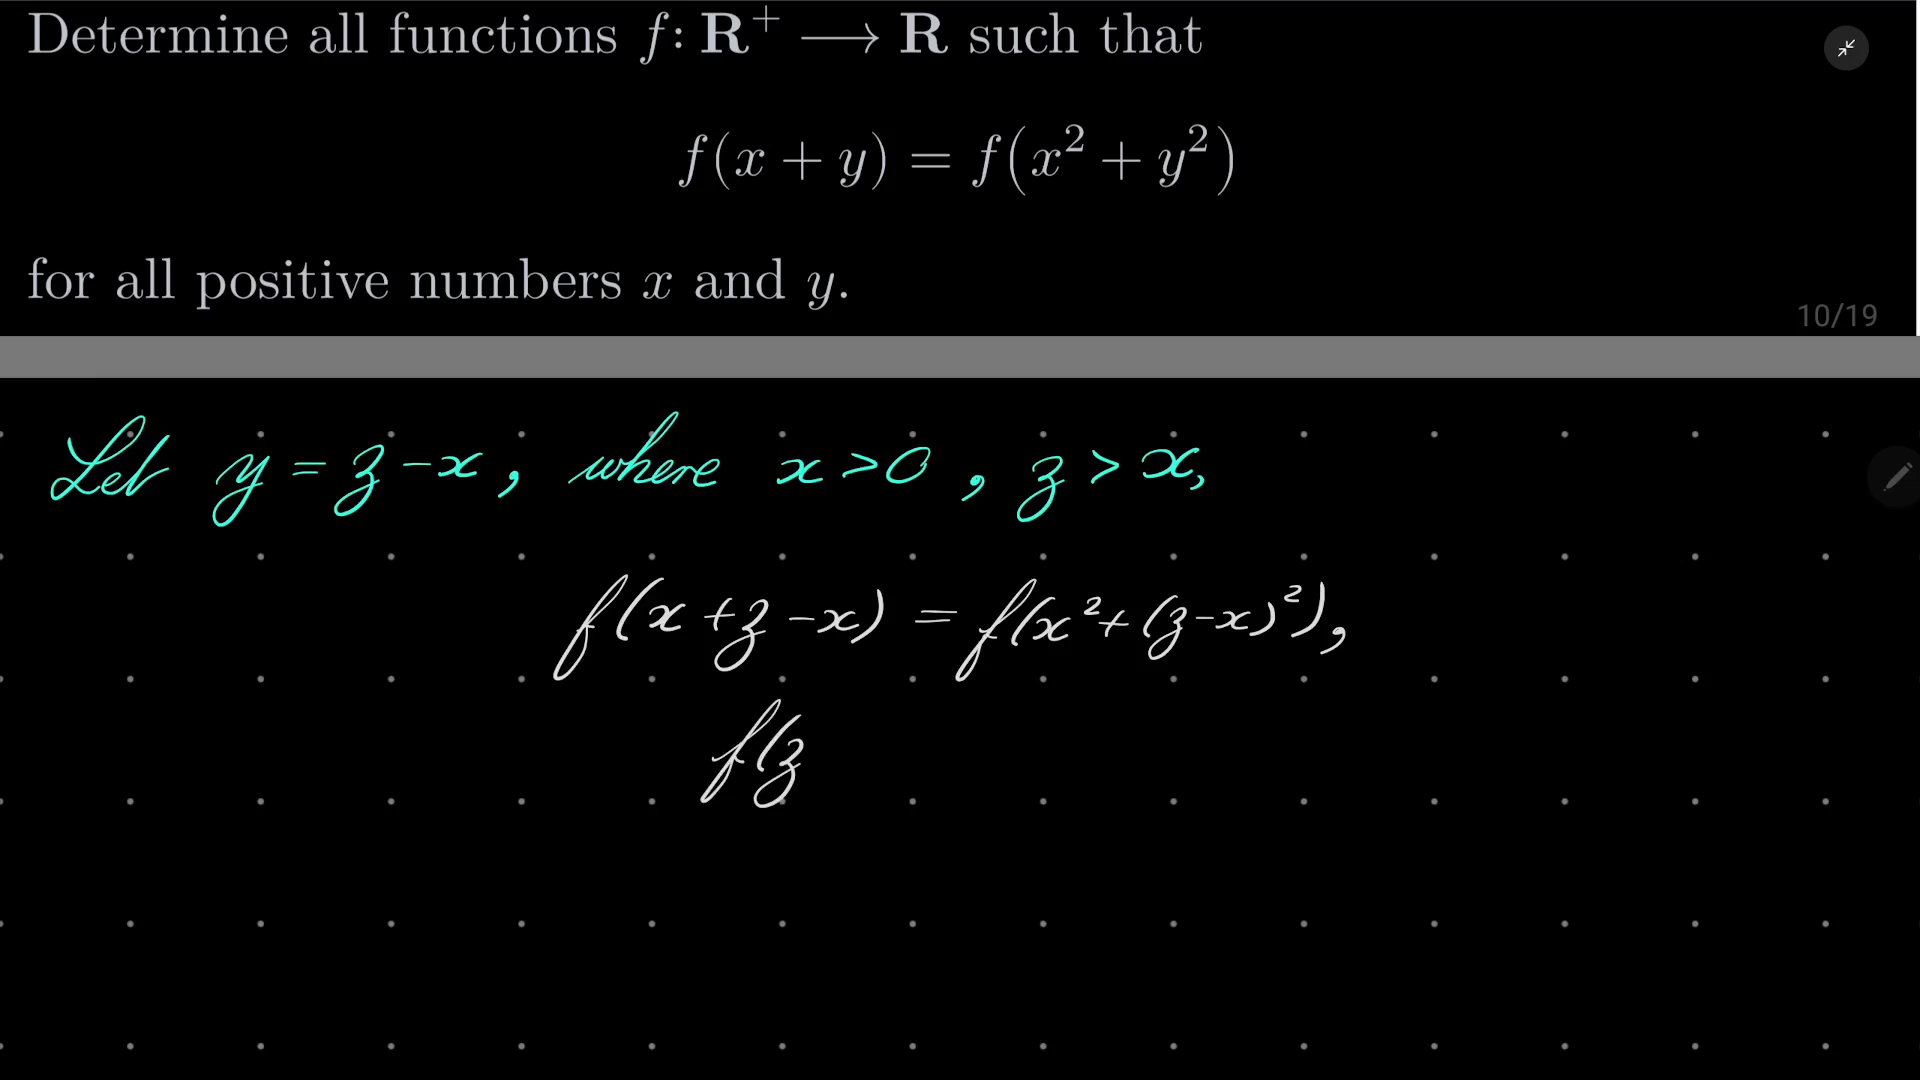 Determine all functions f: R⁺ ⟶ R such that
f(x + y) = f(x² + y²)
for all positive numbers x and y.
10/19
Let y = z - x, where x > 0, z > x,
f(x + z - x) = f(x² + (z - x)²),
f(z